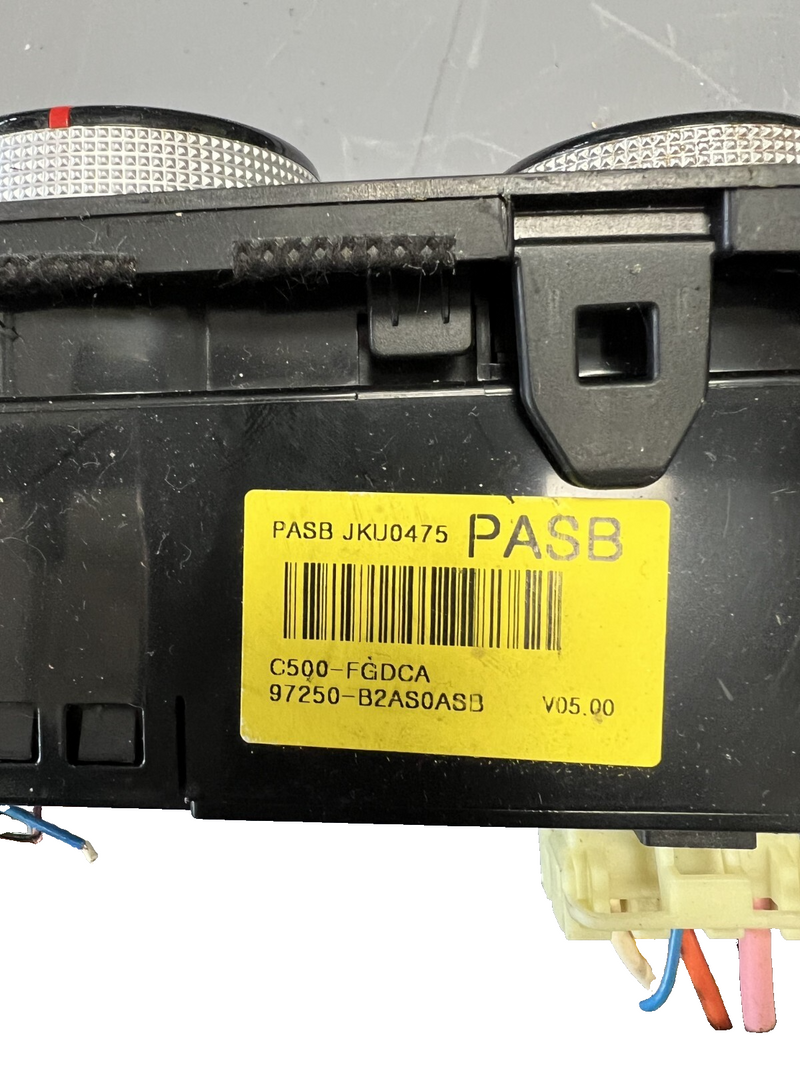 PASB JKU0475 PASB
C500-FGDCA
97250-B2AS0ASB V05.00